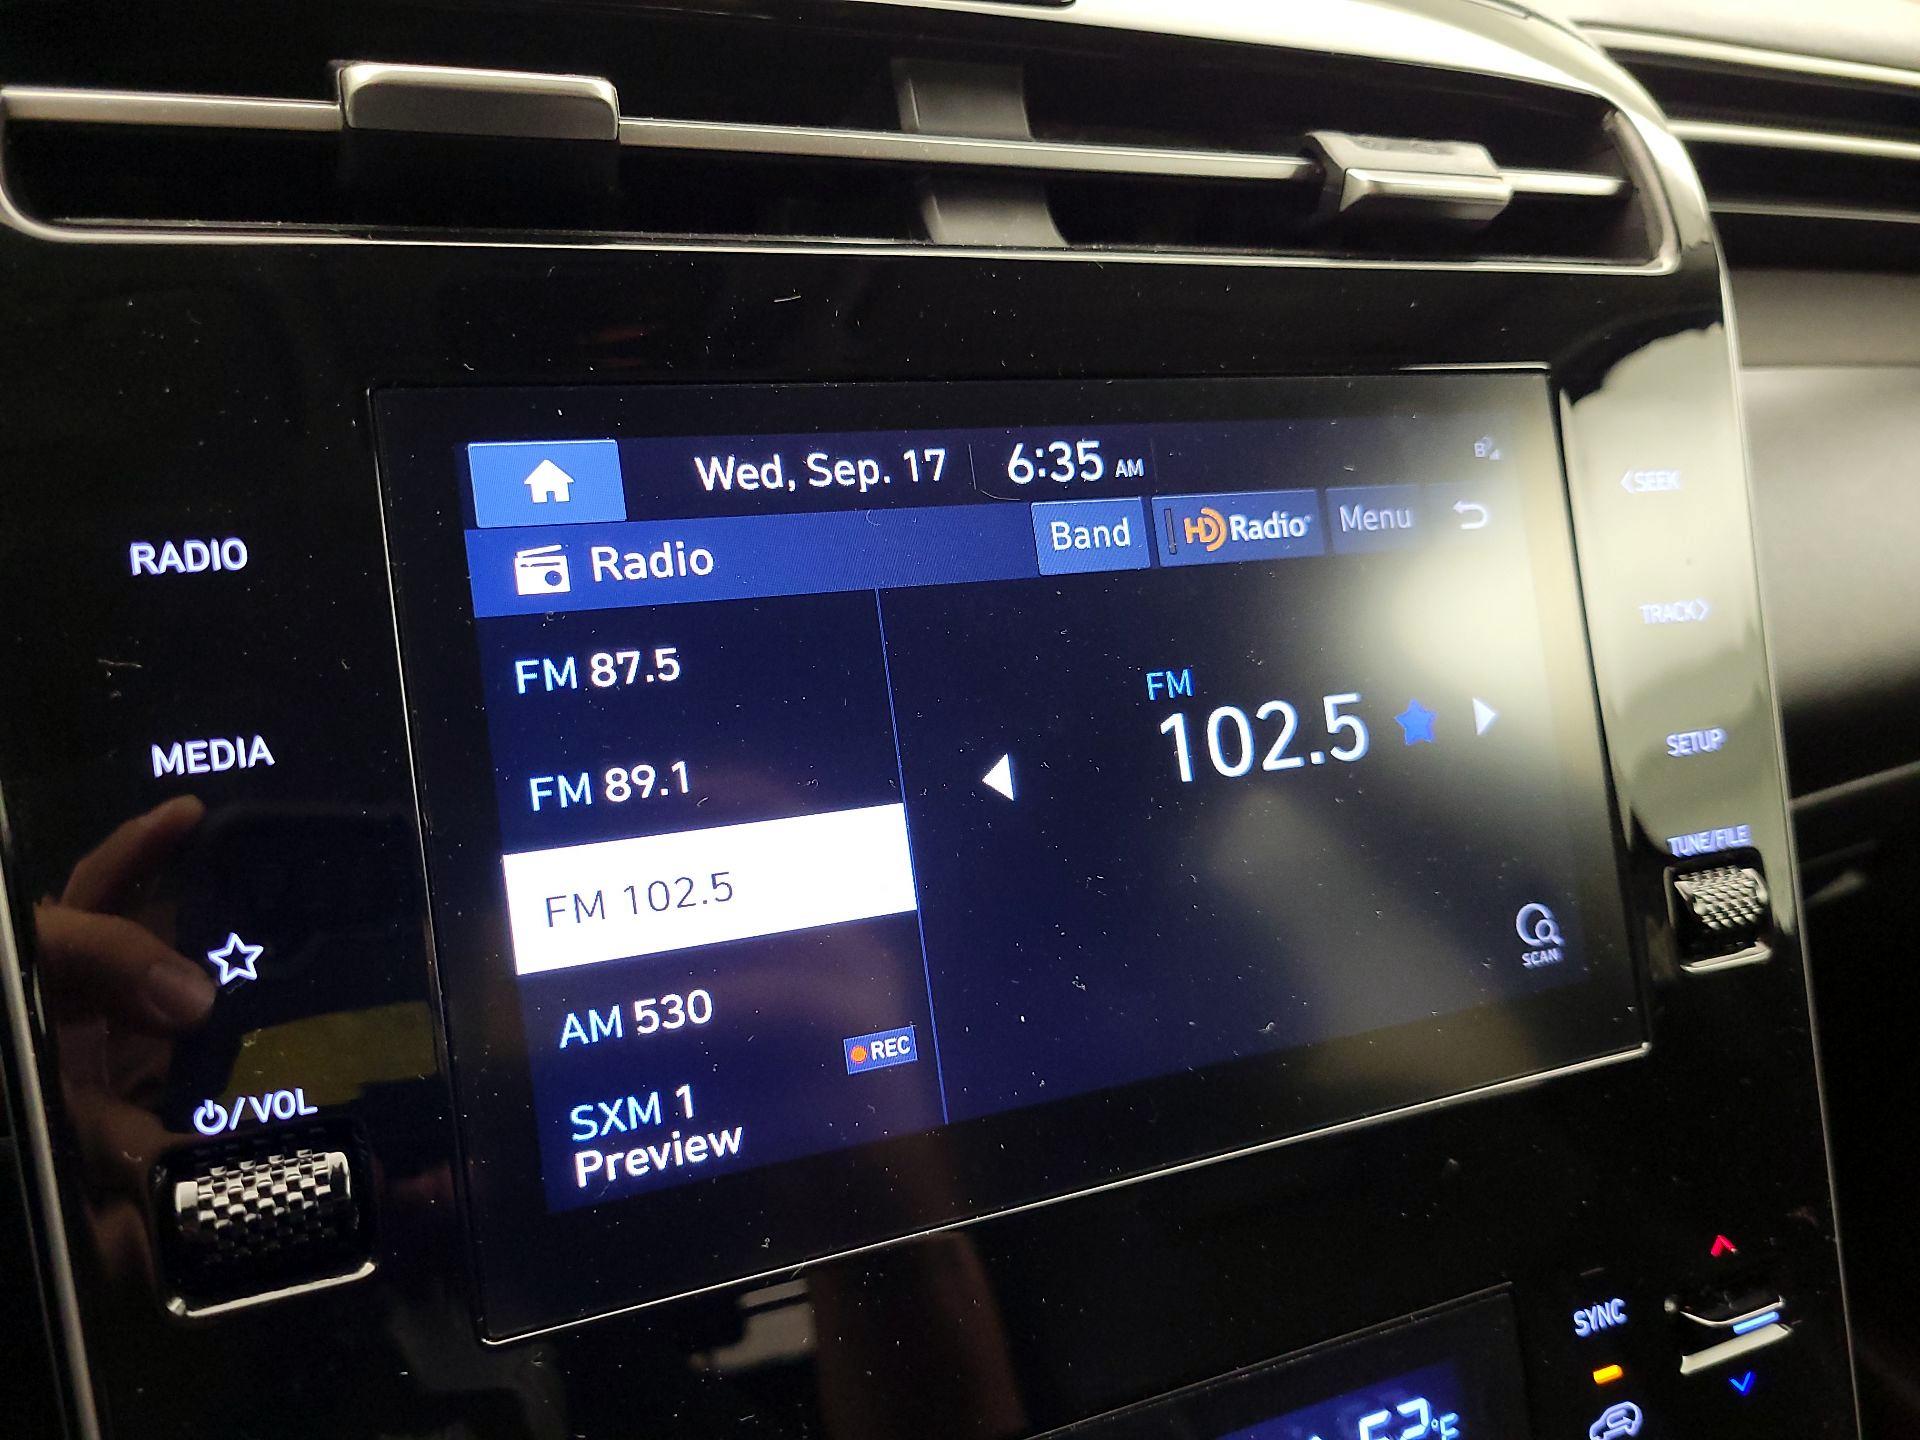 Wed, Sep. 17 6:35 AM
Radio Band HD Radio Menu
FM 87.5
FM 89.1
FM 102.5
AM 530
REC
SXM 1
Preview
FM
102.5
SCAN
RADIO
MEDIA
/VOL
<SEEK
TRACK>
SETUP
TUNE/FILE
SYNC